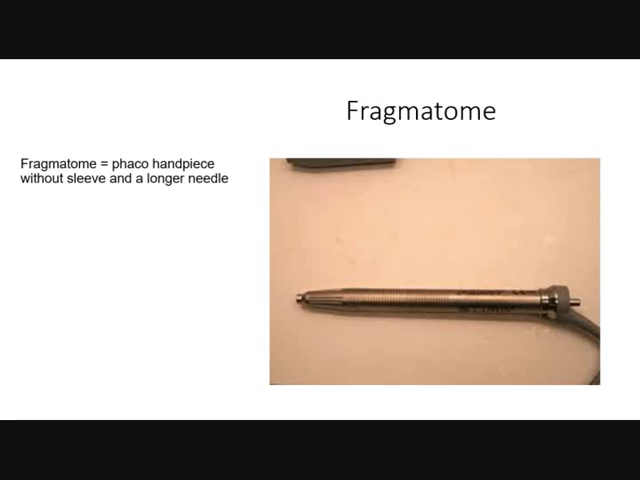 Fragmatome
Fragmatome = phaco handpiece
without sleeve and a longer needle